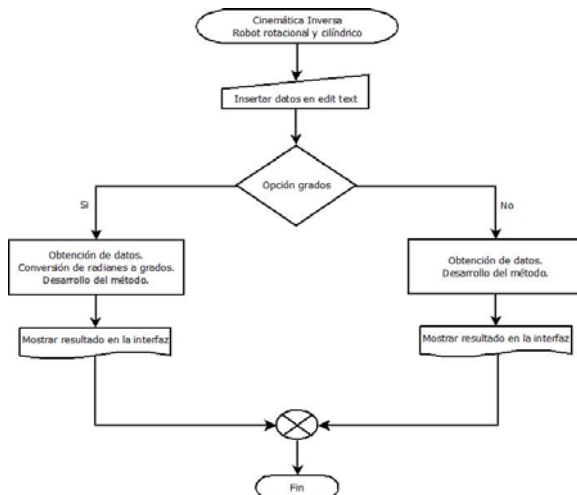 Cinemática Inversa
Robot rotacional y cilíndrico
Insertar datos en edit text
Opción grados
Si
No
Obtención de datos.
Conversión de radianes a grados.
Desarrollo del método.
Obtención de datos.
Desarrollo del método.
Mostrar resultado en la interfaz
Mostrar resultado en la interfaz
Fin